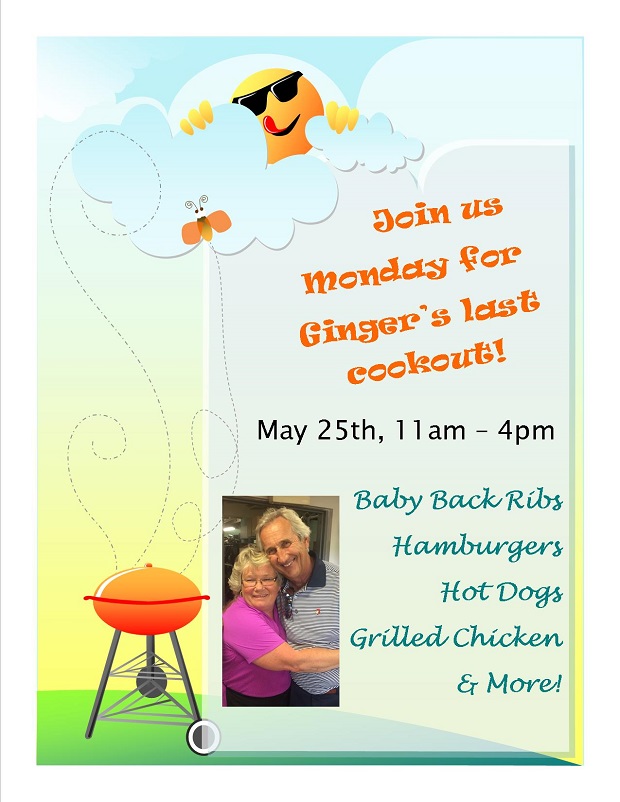 Join us
Monday for
Ginger's last
cookout!
May 25th, 11am - 4pm
Baby Back Ribs
Hamburgers
Hot Dogs
Grilled Chicken
& More!